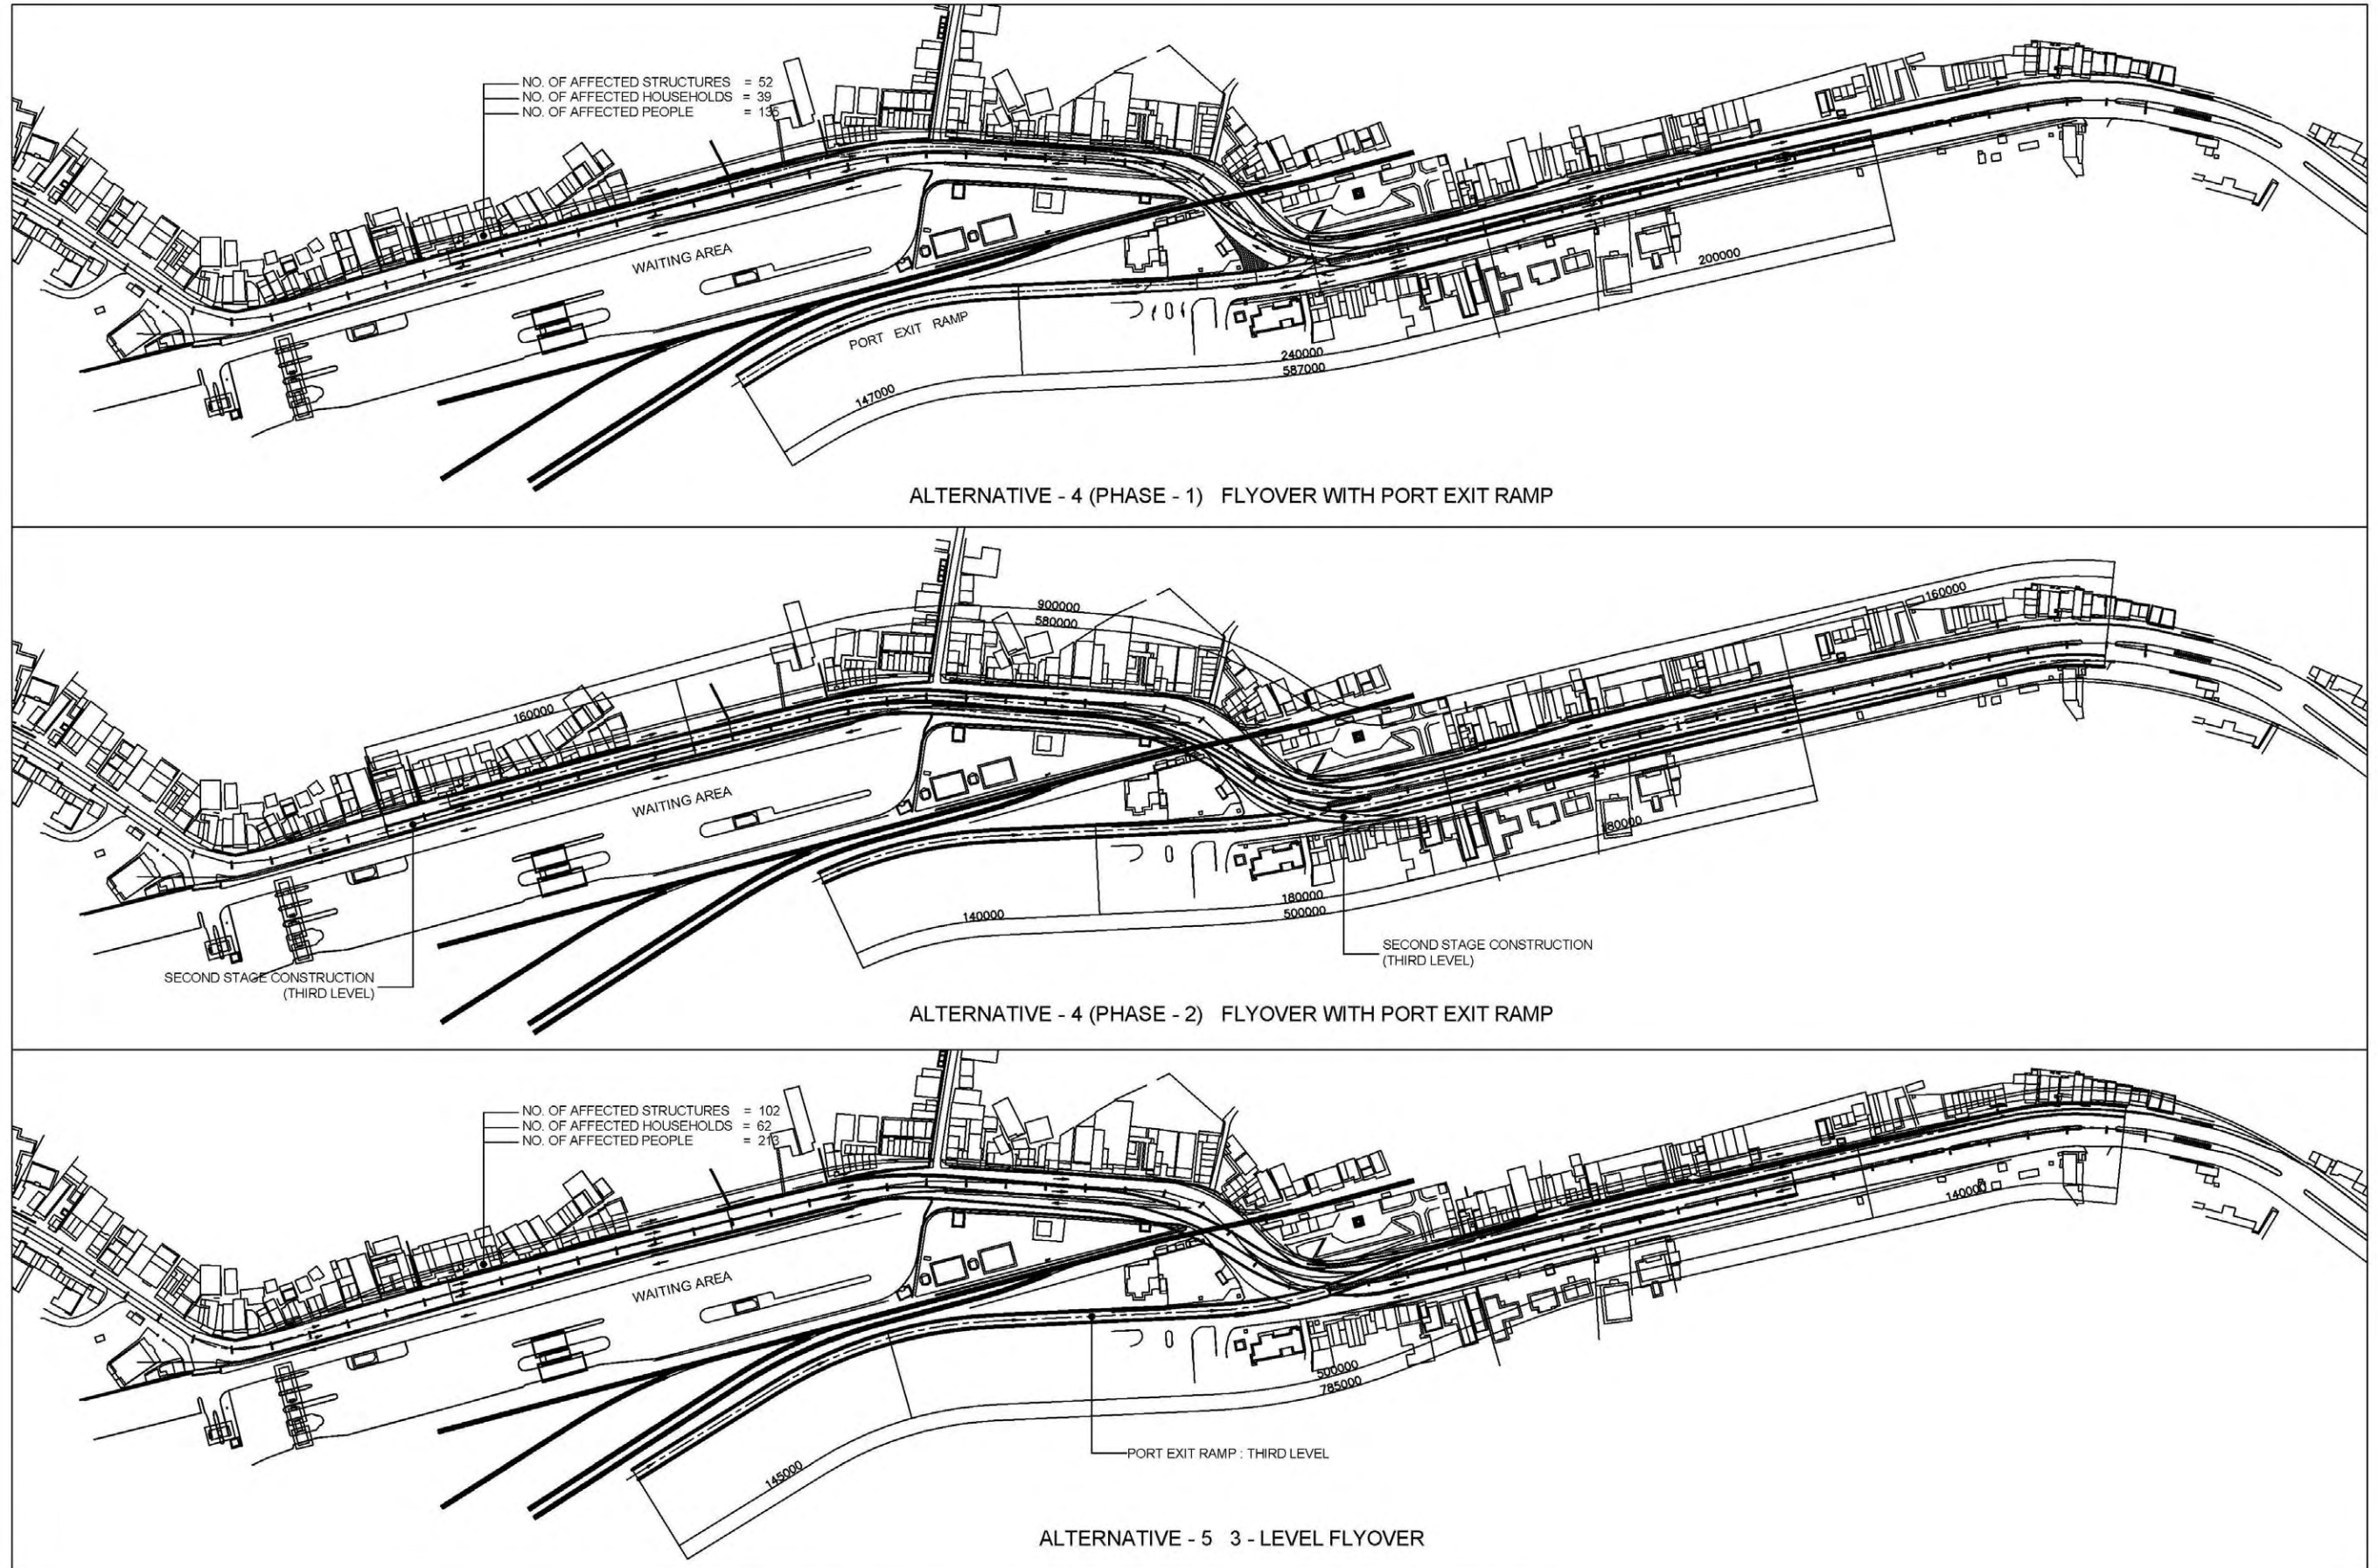 NO. OF AFFECTED STRUCTURES = 52
NO. OF AFFECTED HOUSEHOLDS = 39
NO. OF AFFECTED PEOPLE = 135
WAITING AREA
PORT EXIT RAMP
200000
240000
587000
147000
ALTERNATIVE - 4 (PHASE - 1) FLYOVER WITH PORT EXIT RAMP
900000
580000
160000
160000
WAITING AREA
180000
140000
180000
500000
SECOND STAGE CONSTRUCTION
(THIRD LEVEL)
SECOND STAGE CONSTRUCTION
(THIRD LEVEL)
ALTERNATIVE - 4 (PHASE - 2) FLYOVER WITH PORT EXIT RAMP
NO. OF AFFECTED STRUCTURES = 102
NO. OF AFFECTED HOUSEHOLDS = 62
NO. OF AFFECTED PEOPLE = 213
WAITING AREA
140000
500000
785000
145000
PORT EXIT RAMP : THIRD LEVEL
ALTERNATIVE - 5 3 - LEVEL FLYOVER